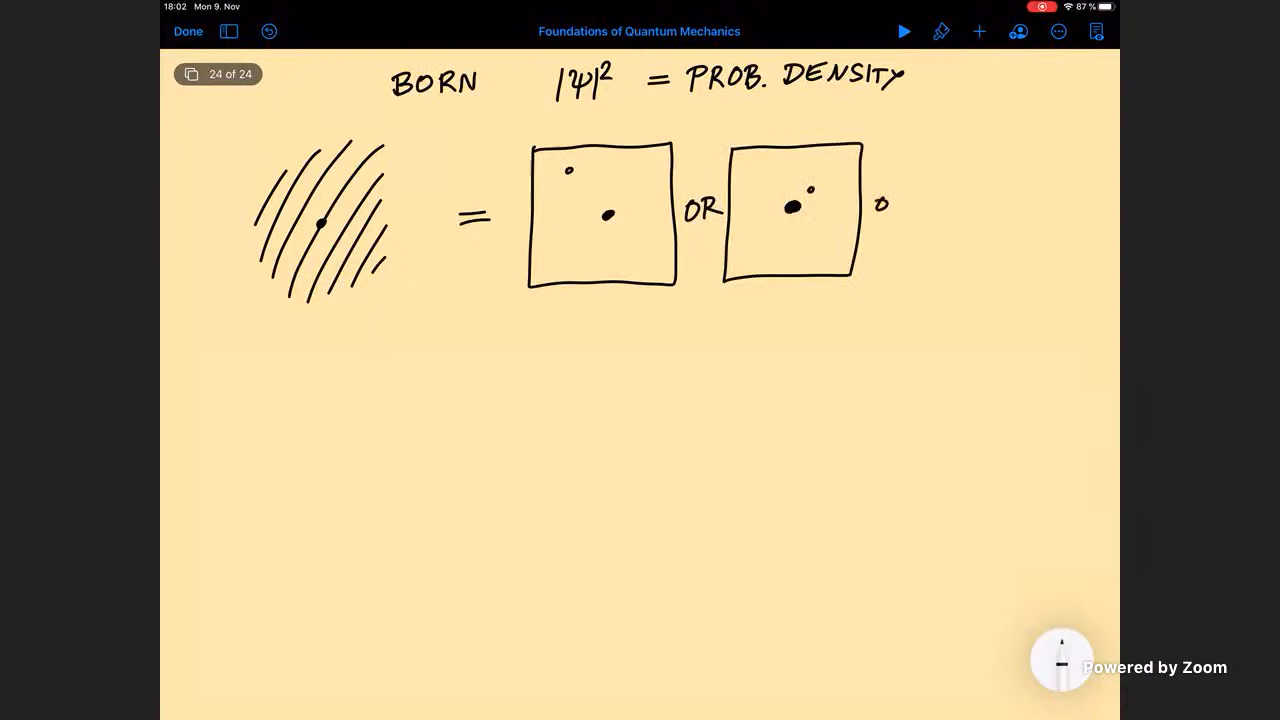 18:02 Mon 9. Nov 87 %
Done Foundations of Quantum Mechanics
24 of 24
BORN |ψ|² = PROB. DENSITY
= OR O
Powered by Zoom